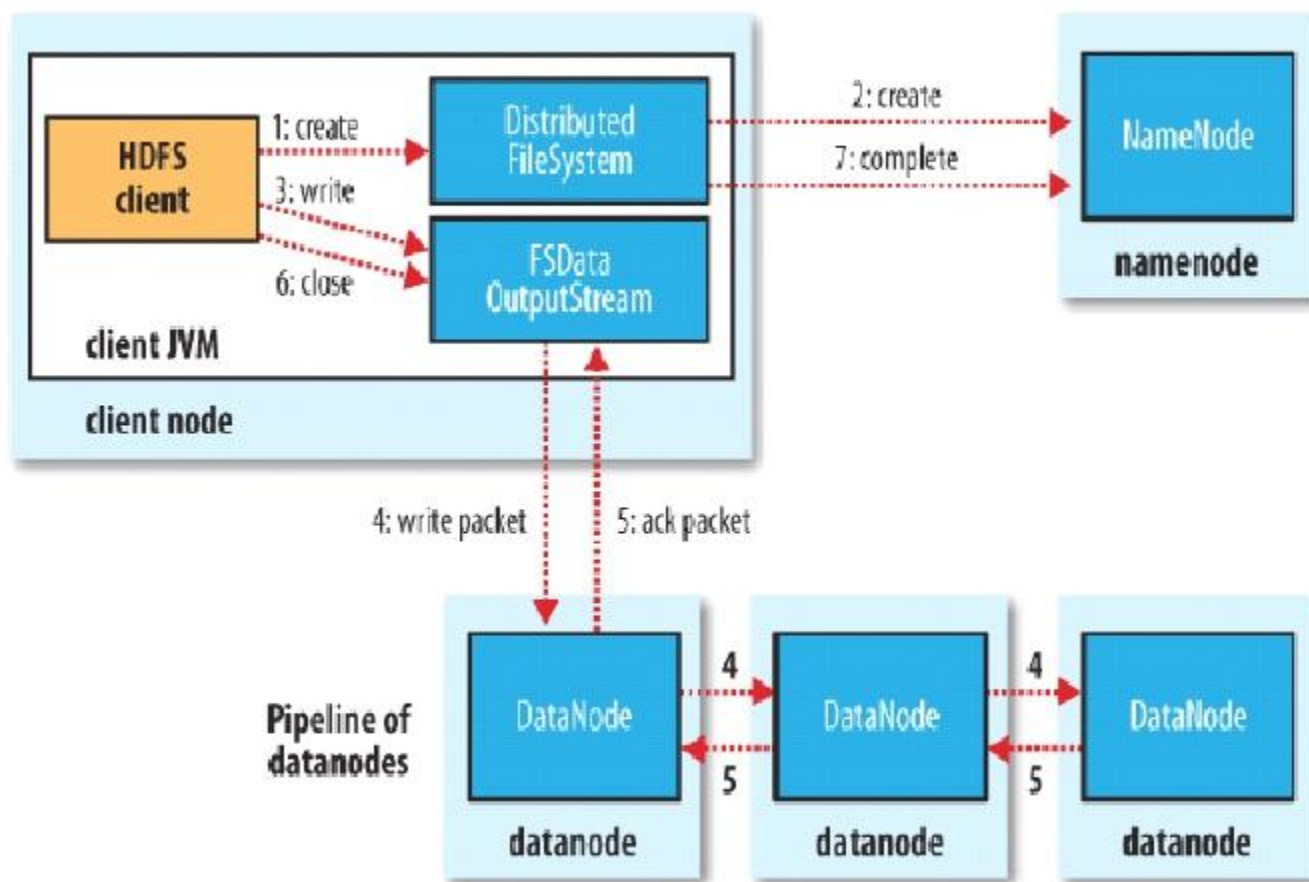 HDFS
client
1: create
3: write
6: close
Distributed
FileSystem
FSData
OutputStream
client JVM
client node
2: create
7: complete
NameNode
namenode
4: write packet
5: ack packet
Pipeline of
datanodes
DataNode
datanode
4
5
DataNode
datanode
4
5
DataNode
datanode